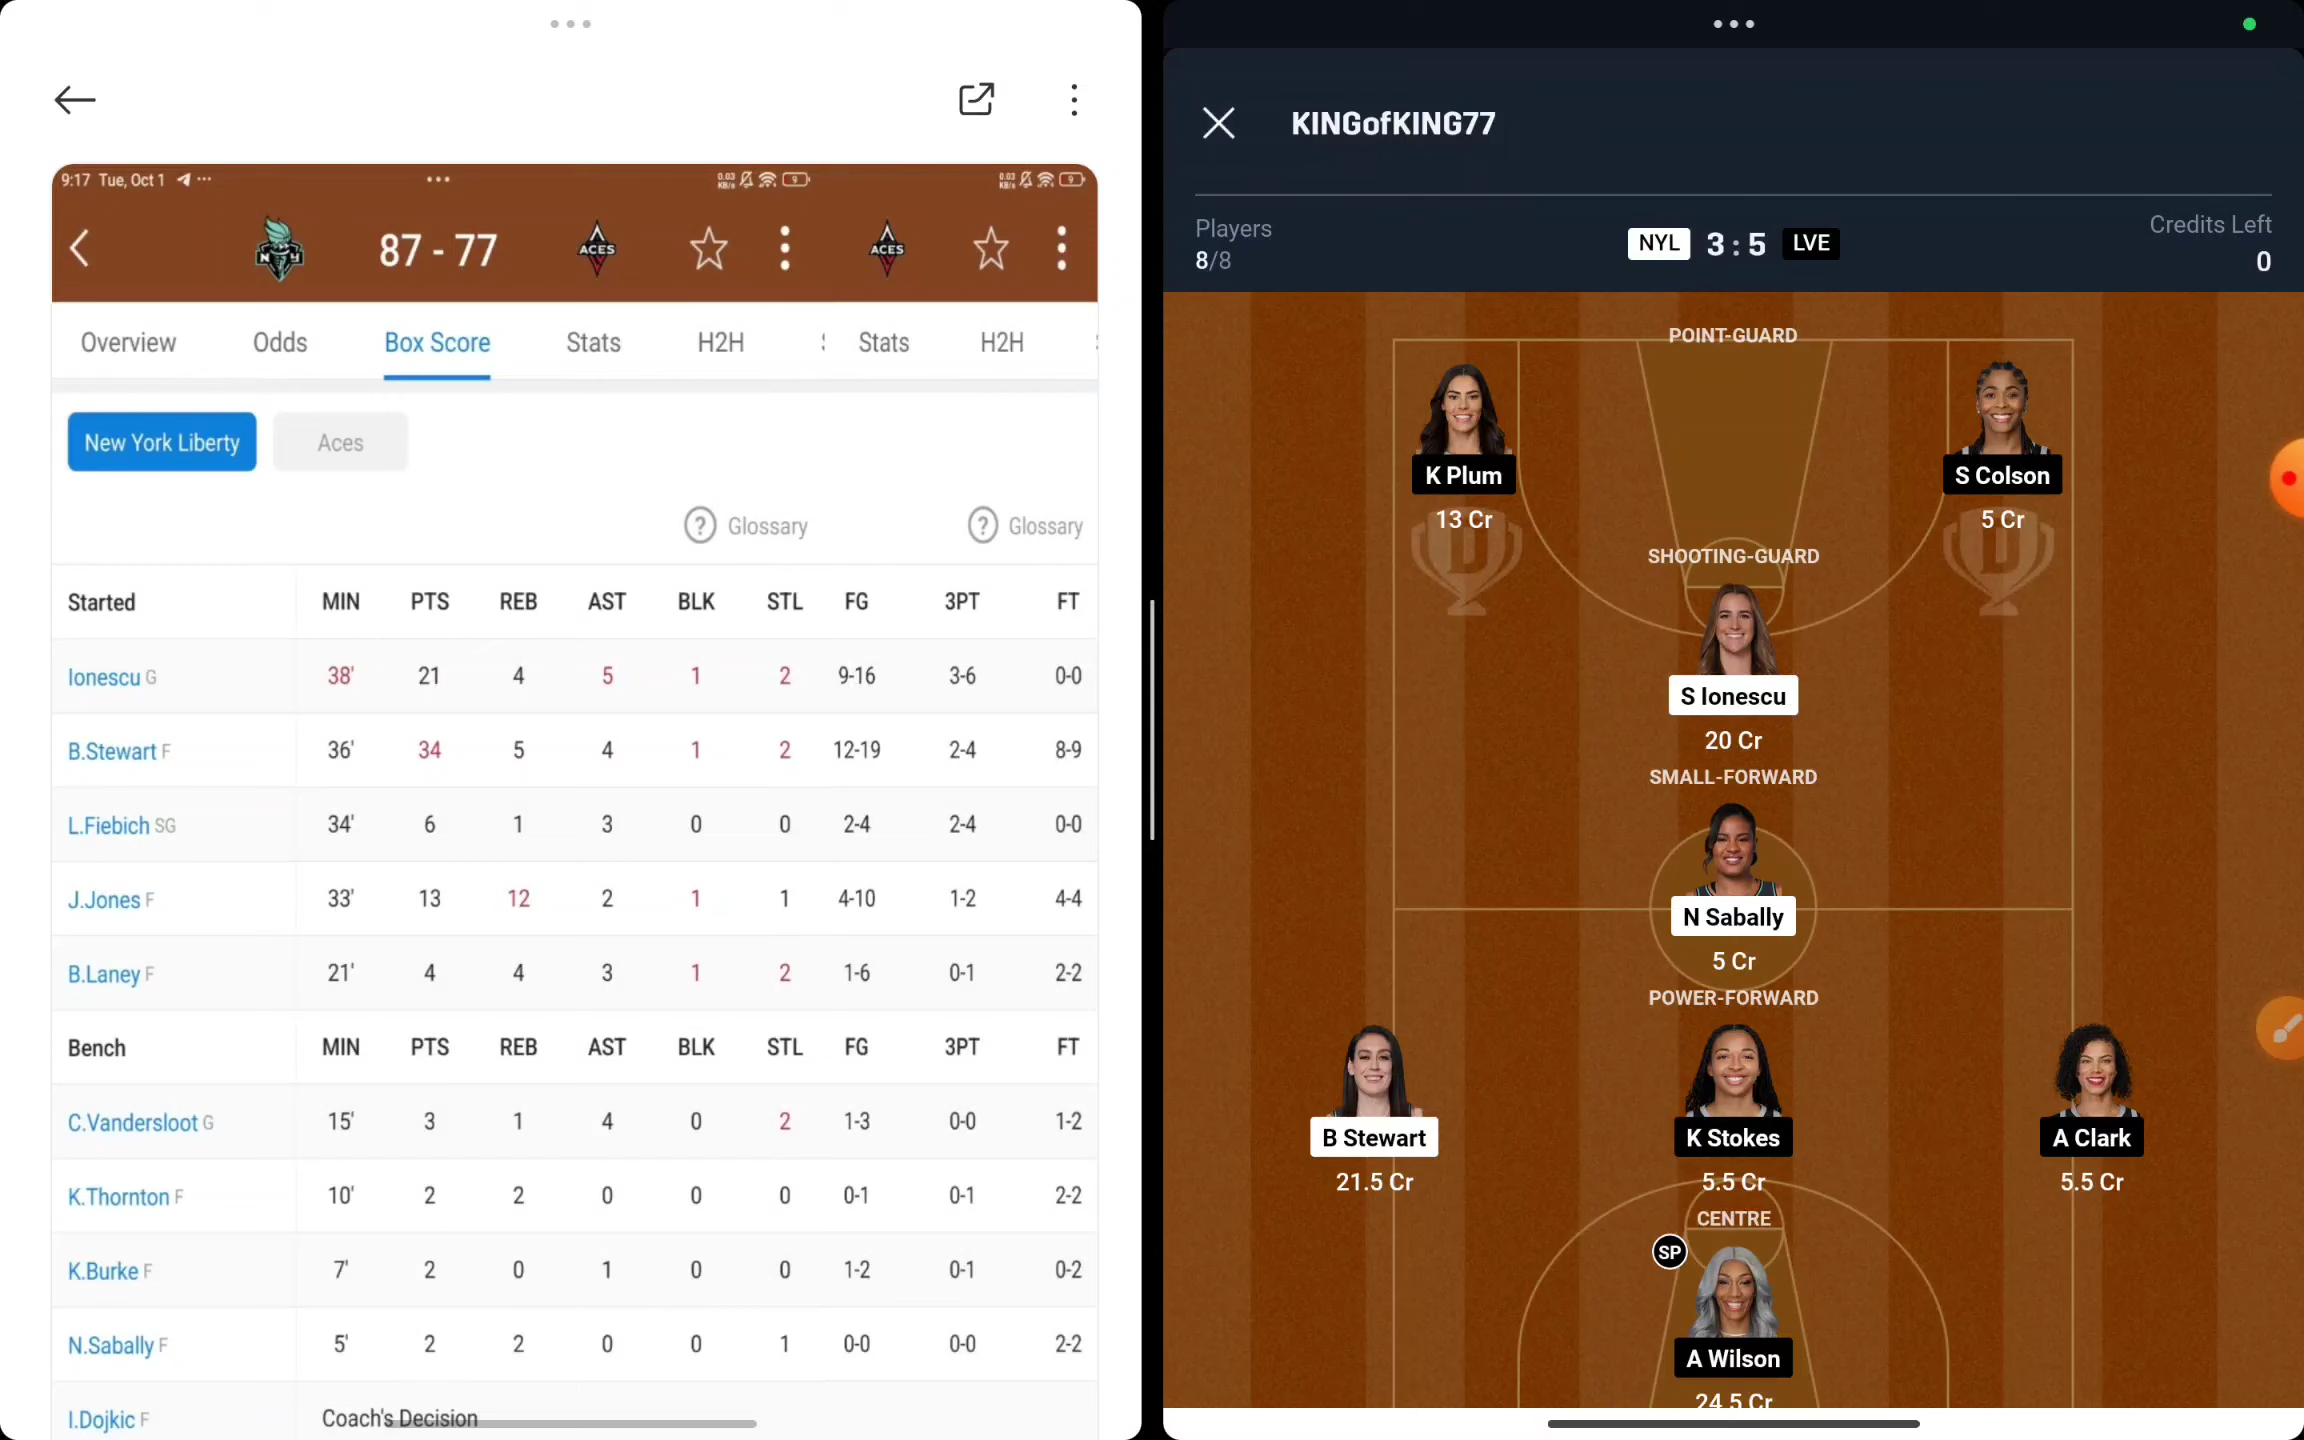 9:17 Tue, Oct 1
87 - 77
ACES
ACES
Overview Odds Box Score Stats H2H Stats H2H
New York Liberty Aces
? Glossary ? Glossary
Started MIN PTS REB AST BLK STL FG 3PT FT
Ionescu G 38' 21 4 5 1 2 9-16 3-6 0-0
B.Stewart F 36' 34 5 4 1 2 12-19 2-4 8-9
L.Fiebich SG 34' 6 1 3 0 0 2-4 2-4 0-0
J.Jones F 33' 13 12 2 1 1 4-10 1-2 4-4
B.Laney F 21' 4 4 3 1 2 1-6 0-1 2-2
Bench MIN PTS REB AST BLK STL FG 3PT FT
C.Vandersloot G 15' 3 1 4 0 2 1-3 0-0 1-2
K.Thornton F 10' 2 2 0 0 0 0-1 0-1 2-2
K.Burke F 7' 2 0 1 0 0 1-2 0-1 0-2
N.Sabally F 5' 2 2 0 0 1 0-0 0-0 2-2
I.Dojkic F Coach's Decision
KINGofKING77
Players
8/8
NYL 3 : 5 LVE
Credits Left
0
POINT-GUARD
K Plum S Colson
13 Cr 5 Cr
SHOOTING-GUARD
S Ionescu
20 Cr
SMALL-FORWARD
N Sabally
5 Cr
POWER-FORWARD
B Stewart K Stokes A Clark
21.5 Cr 5.5 Cr 5.5 Cr
CENTRE
SP
A Wilson
24.5 Cr